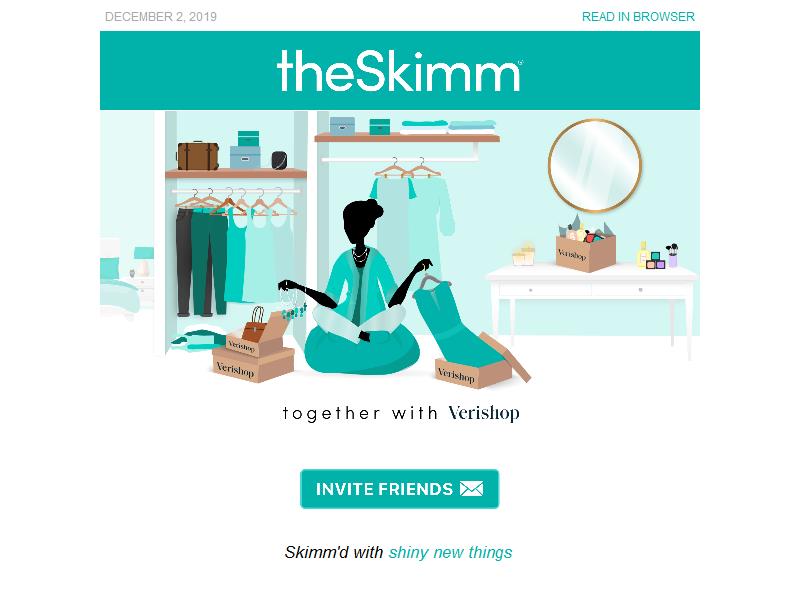 DECEMBER 2, 2019
READ IN BROWSER
theSkimm®
Verishop
Verishop
Verishop
Verishop
together with Verishop
INVITE FRIENDS
Skimm'd with shiny new things